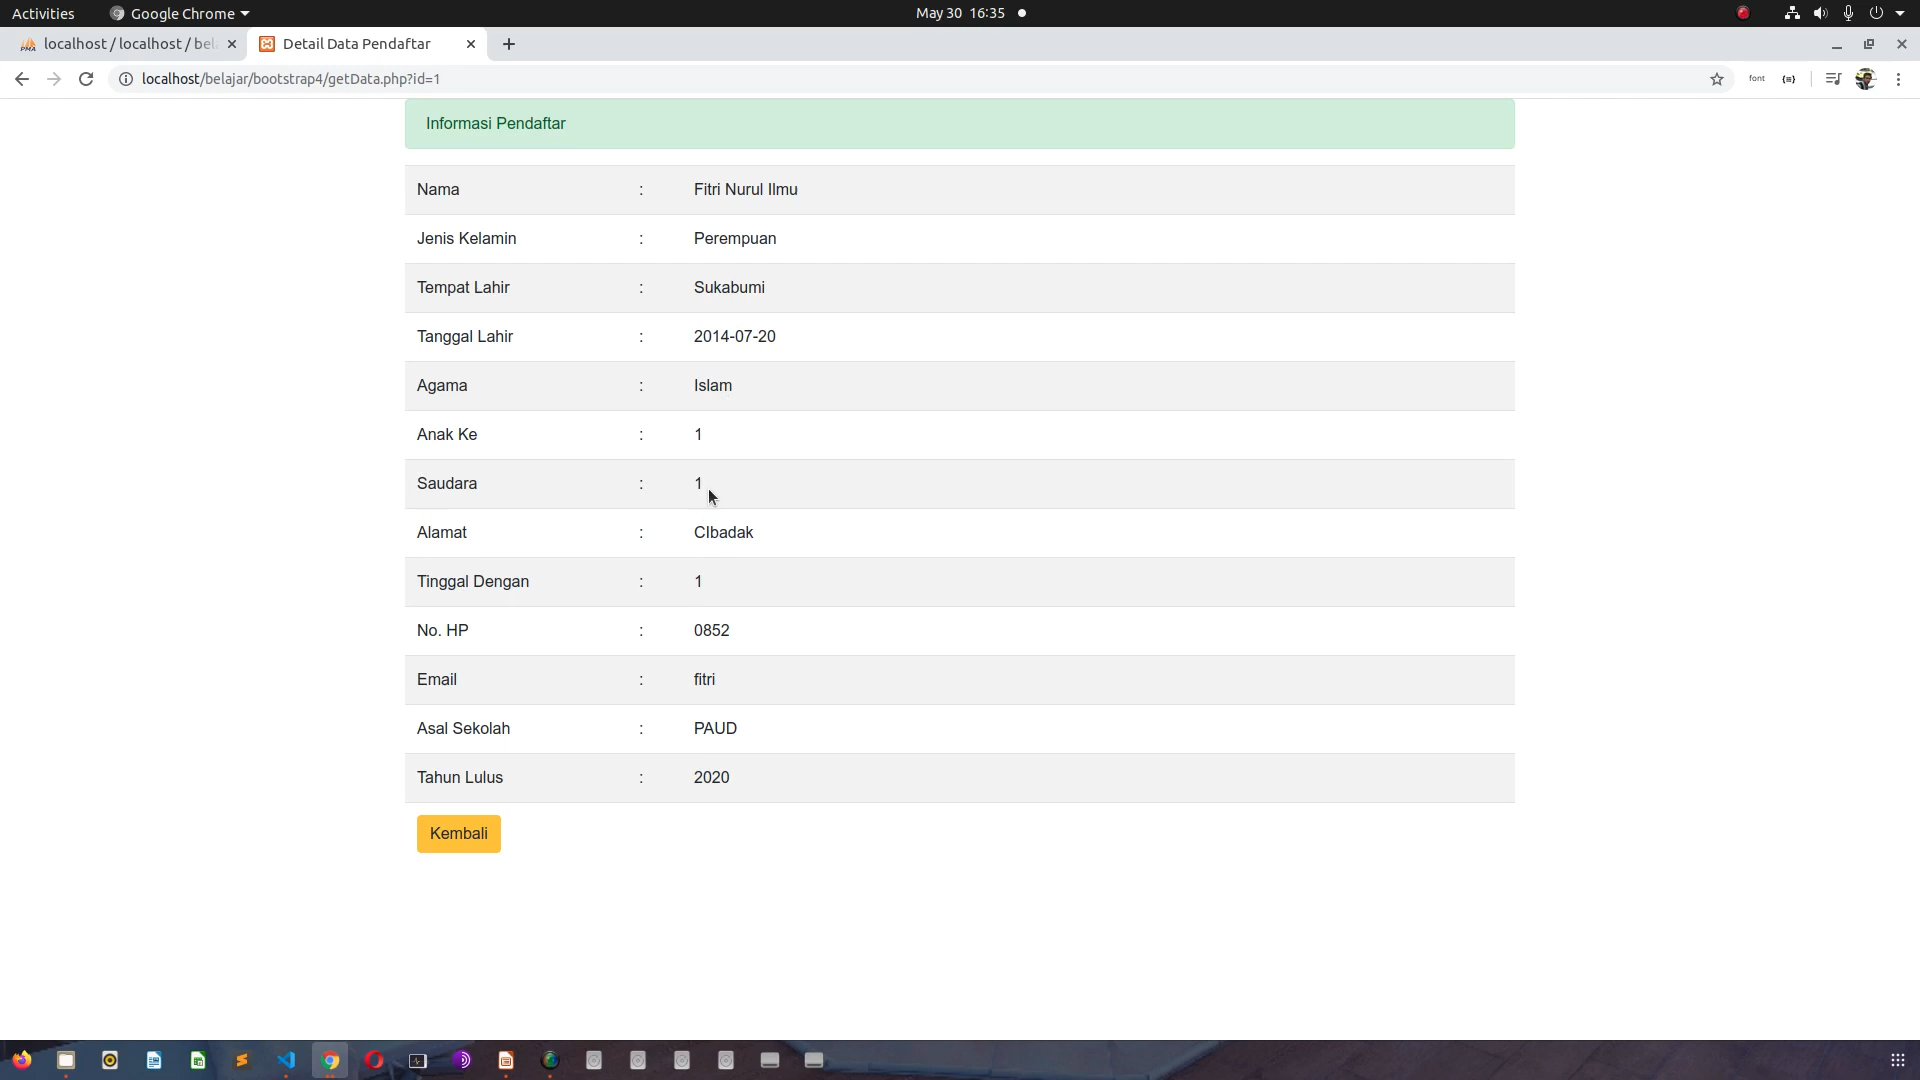 Activities Google Chrome May 30 16:35
localhost / localhost / bel Detail Data Pendaftar
localhost/belajar/bootstrap4/getData.php?id=1 font
Informasi Pendaftar
Nama : Fitri Nurul Ilmu
Jenis Kelamin : Perempuan
Tempat Lahir : Sukabumi
Tanggal Lahir : 2014-07-20
Agama : Islam
Anak Ke : 1
Saudara : 1
Alamat : CIbadak
Tinggal Dengan : 1
No. HP : 0852
Email : fitri
Asal Sekolah : PAUD
Tahun Lulus : 2020
Kembali